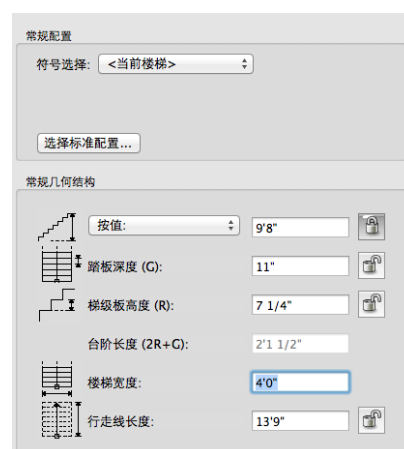 常规配置
符号选择: <当前楼梯>
选择标准配置...
常规几何结构
按值: 9'8"
踏板深度 (G): 11"
梯级板高度 (R): 7 1/4"
台阶长度 (2R+G): 2'1 1/2"
楼梯宽度: 4'0"
行走线长度: 13'9"